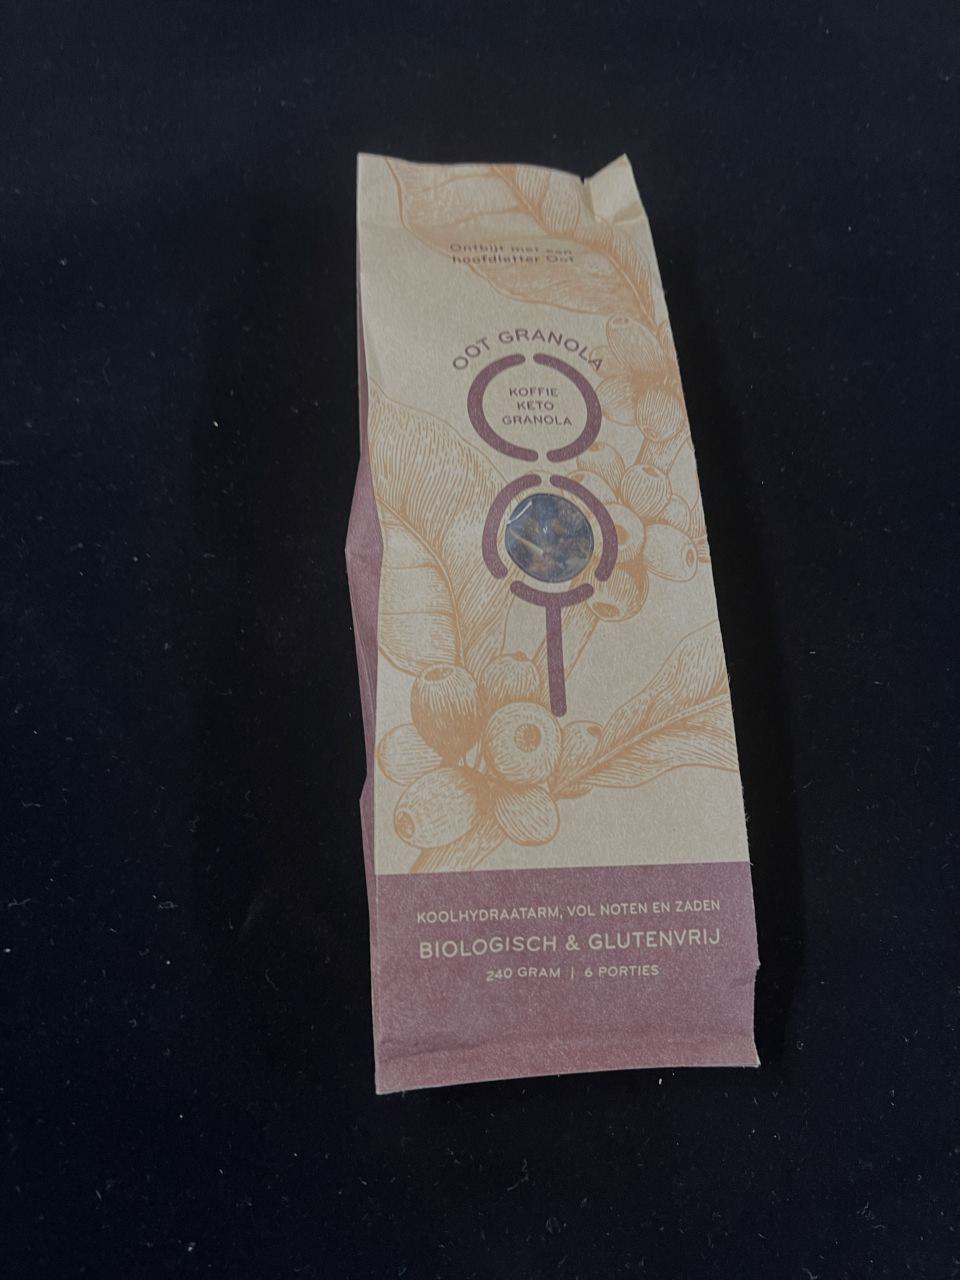 Ontbijt met een
hoofdletter Oot
OOT GRANOLA
KOFFIE
KETO
GRANOLA
KOOLHYDRAATARM, VOL NOTEN EN ZADEN
BIOLOGISCH & GLUTENVRIJ
240 GRAM | 6 PORTIES